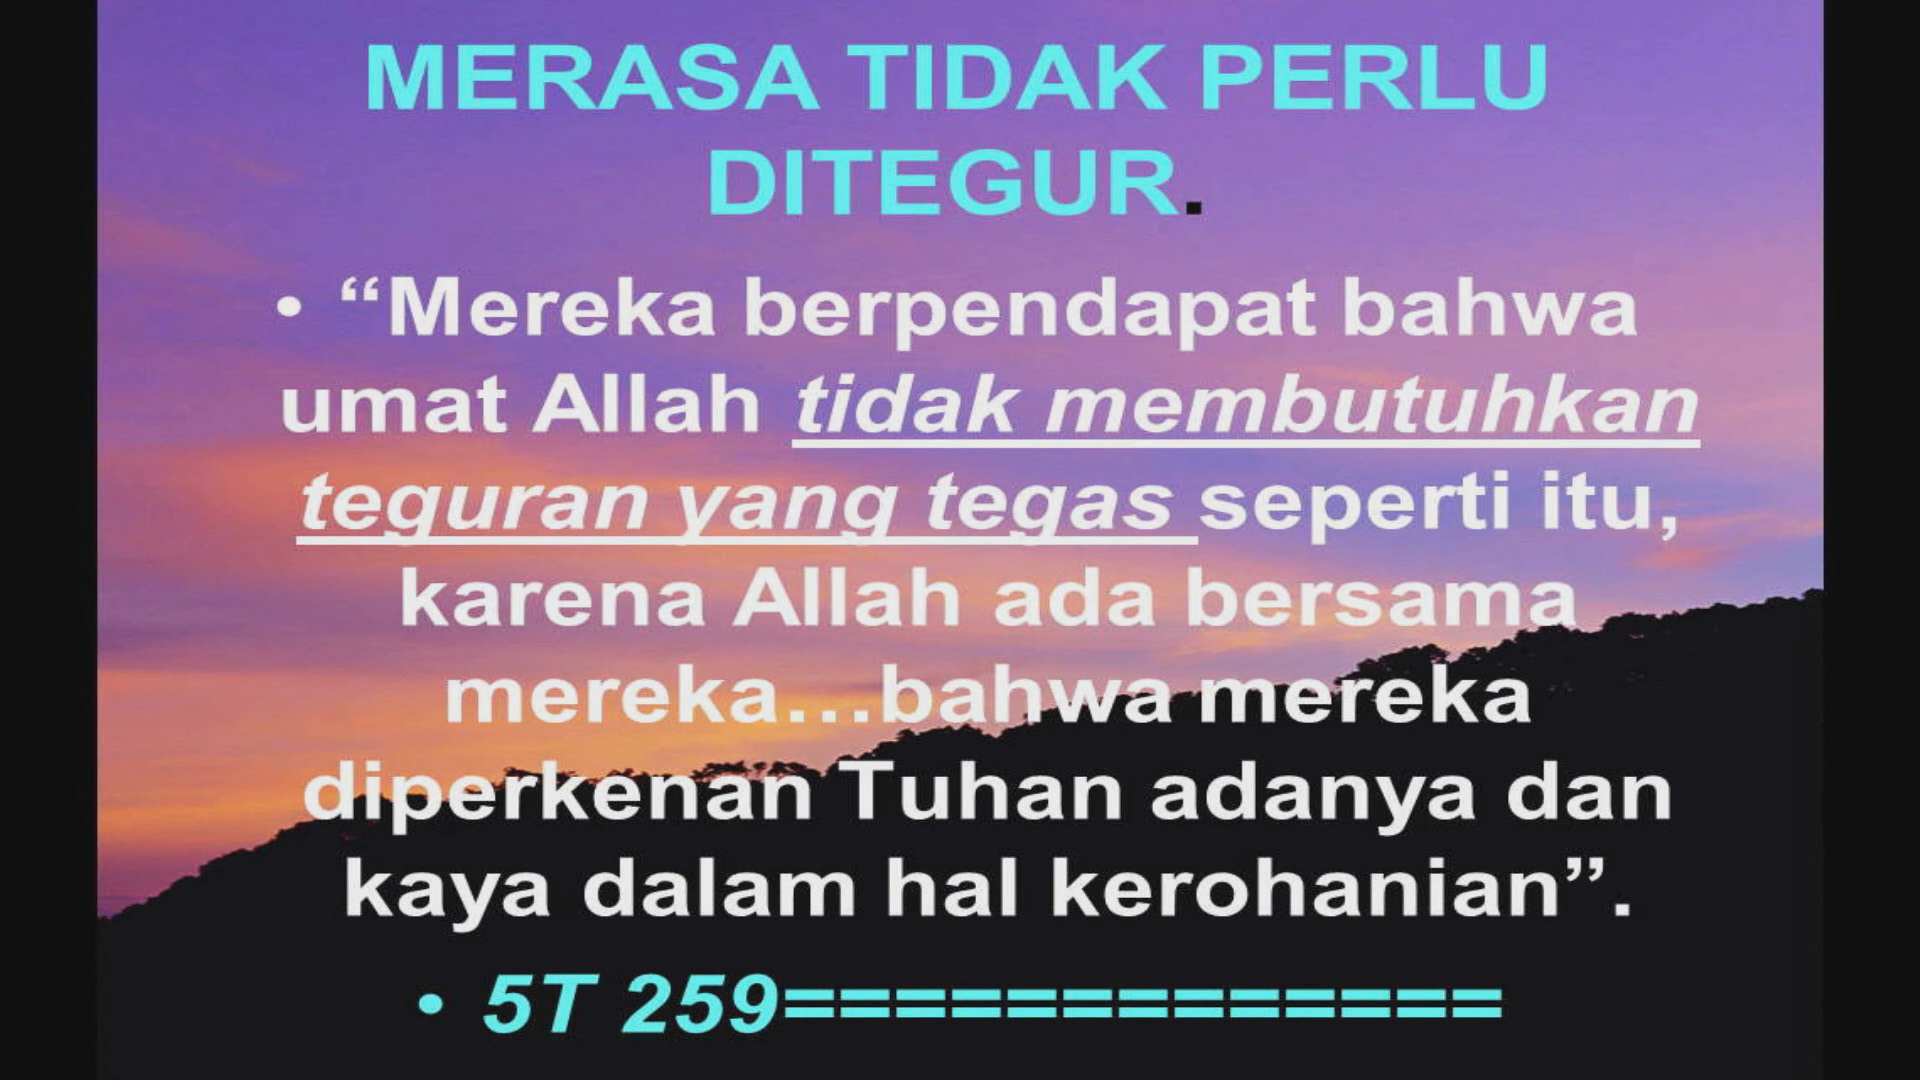 MERASA TIDAK PERLU
DITEGUR.
• “Mereka berpendapat bahwa
umat Allah tidak membutuhkan
teguran yang tegas seperti itu,
karena Allah ada bersama
mereka...bahwa mereka
diperkenan Tuhan adanya dan
kaya dalam hal kerohanian”.
• 5T 259=============